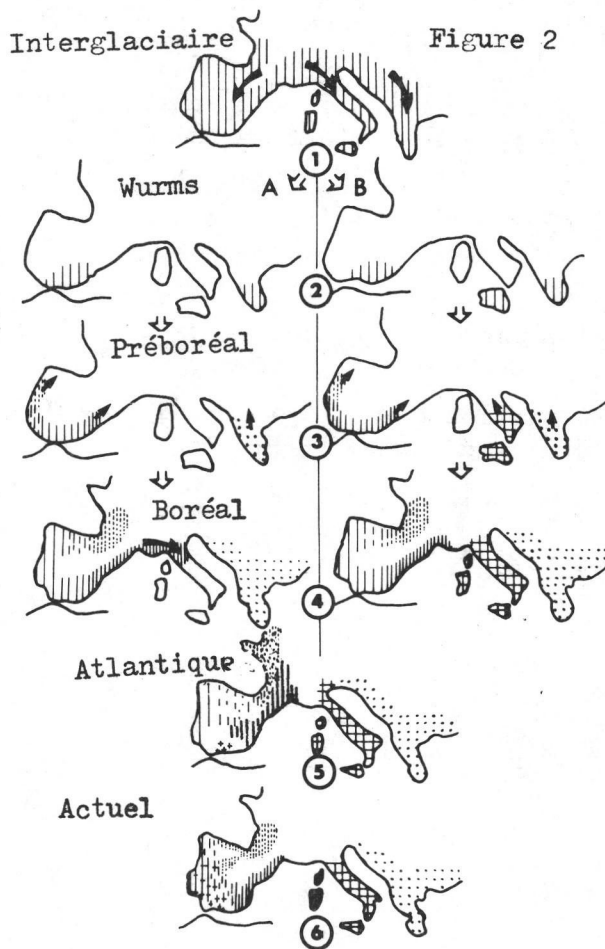 Interglaciaire Figure 2
1
A B
Wurms
2
Préboréal
3
Boréal
4
Atlantique
5
Actuel
6